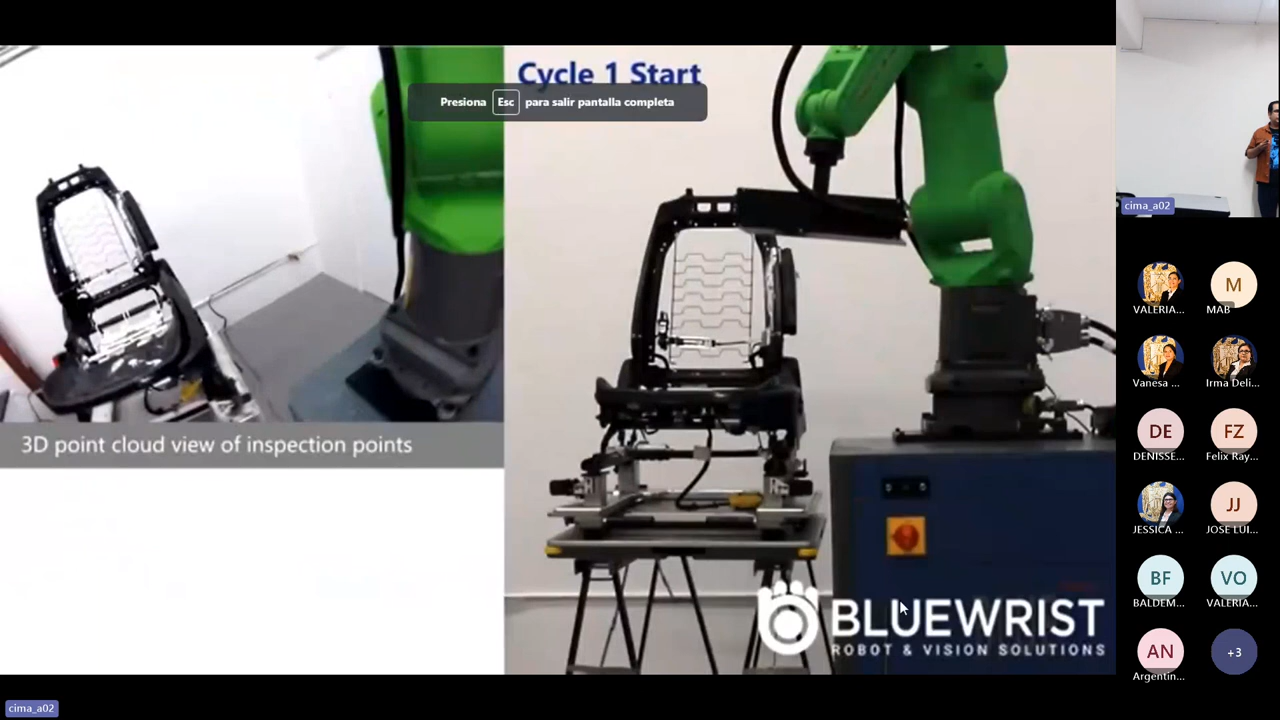 Cycle 1 Start
Presiona Esc para salir pantalla completa
3D point cloud view of inspection points
BLUEWRIST
ROBOT & VISION SOLUTIONS
cima_a02
VALERIA...
M
MAB
Vanesa ...
Irma Deli...
DE
DENISSE...
FZ
Felix Ray...
JESSICA ...
JJ
JOSE LUI...
BF
BALDEM...
VO
VALERIA...
AN
Argentin...
+3
cima_a02